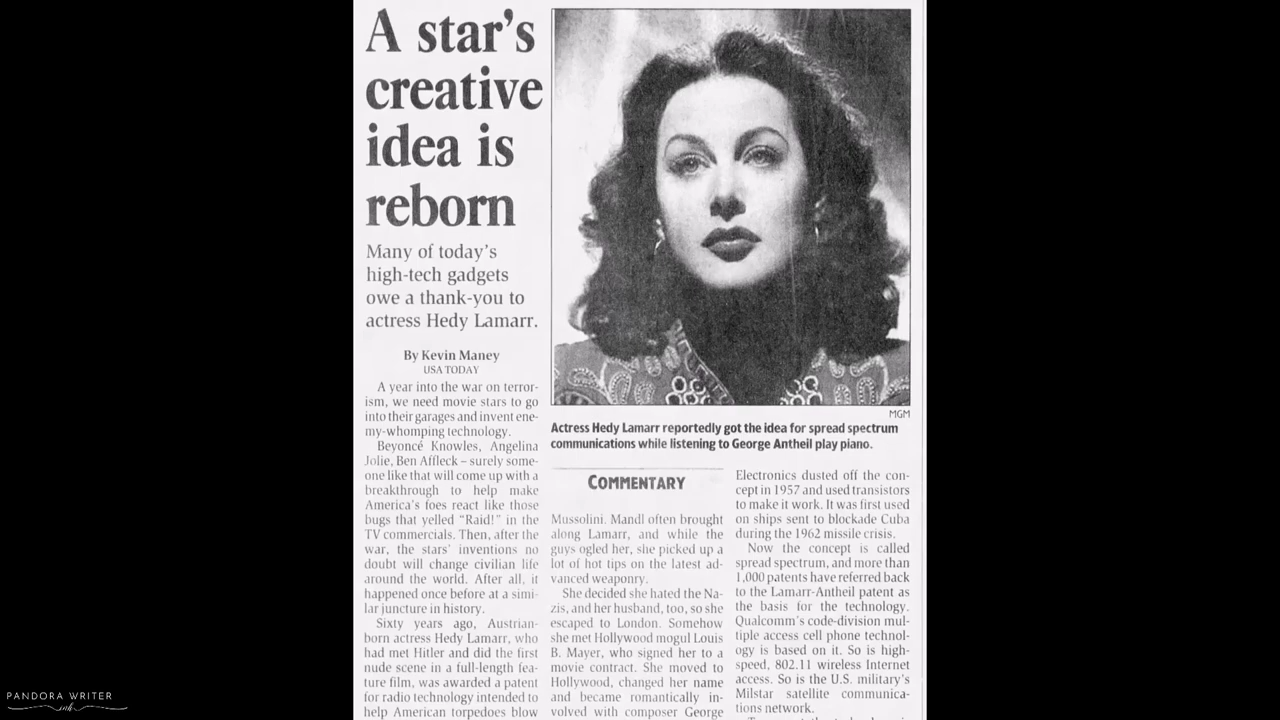 A star's
creative
idea is
reborn
Many of today's
high-tech gadgets
owe a thank-you to
actress Hedy Lamarr.
By Kevin Maney
USA TODAY
A year into the war on terror-
ism, we need movie stars to go
into their garages and invent ene-
my-whomping technology.
Beyoncé Knowles, Angelina
Jolie, Ben Affleck – surely some-
one like that will come up with a
breakthrough to help make
America's foes react like those
bugs that yelled "Raid!" in the
TV commercials. Then, after the
war, the stars' inventions no
doubt will change civilian life
around the world. After all, it
happened once before at a simi-
lar juncture in history.
Sixty years ago, Austrian-
born actress Hedy Lamarr, who
had met Hitler and did the first
nude scene in a full-length fea-
ture film, was awarded a patent
for radio technology intended to
help American torpedoes blow
MGM
Actress Hedy Lamarr reportedly got the idea for spread spectrum
communications while listening to George Antheil play piano.
COMMENTARY
Mussolini. Mandl often brought
along Lamarr, and while the
guys ogled her, she picked up a
lot of hot tips on the latest ad-
vanced weaponry.
She decided she hated the Na-
zis, and her husband, too, so she
escaped to London. Somehow
she met Hollywood mogul Louis
B. Mayer, who signed her to a
movie contract. She moved to
Hollywood, changed her name
and became romantically in-
volved with composer George
Electronics dusted off the con-
cept in 1957 and used transistors
to make it work. It was first used
on ships sent to blockade Cuba
during the 1962 missile crisis.
Now the concept is called
spread spectrum, and more than
1,000 patents have referred back
to the Lamarr-Antheil patent as
the basis for the technology.
Qualcomm's code-division mul-
tiple access cell phone technol-
ogy is based on it. So is high-
speed, 802.11 wireless Internet
access. So is the U.S. military's
Milstar satellite communica-
tions network.
PANDORA WRITER
ink